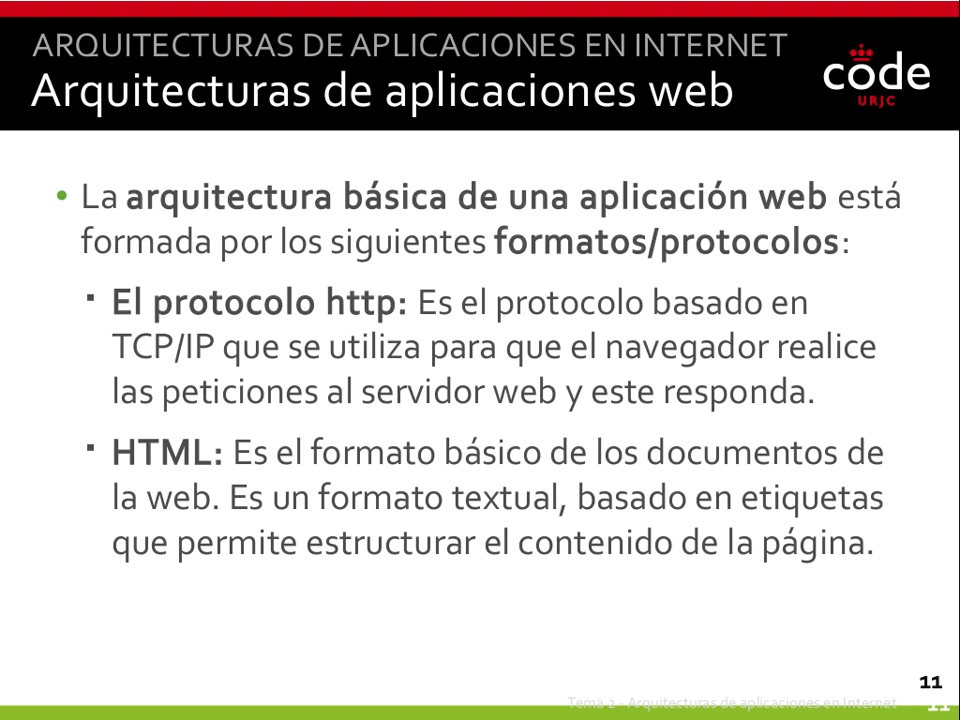 ARQUITECTURAS DE APLICACIONES EN INTERNET
Arquitecturas de aplicaciones web
code
URJC
• La arquitectura básica de una aplicación web está
formada por los siguientes formatos/protocolos:
▪ El protocolo http: Es el protocolo basado en
TCP/IP que se utiliza para que el navegador realice
las peticiones al servidor web y este responda.
▪ HTML: Es el formato básico de los documentos de
la web. Es un formato textual, basado en etiquetas
que permite estructurar el contenido de la página.
11
Tema 2 - Arquitecturas de aplicaciones en Internet
11